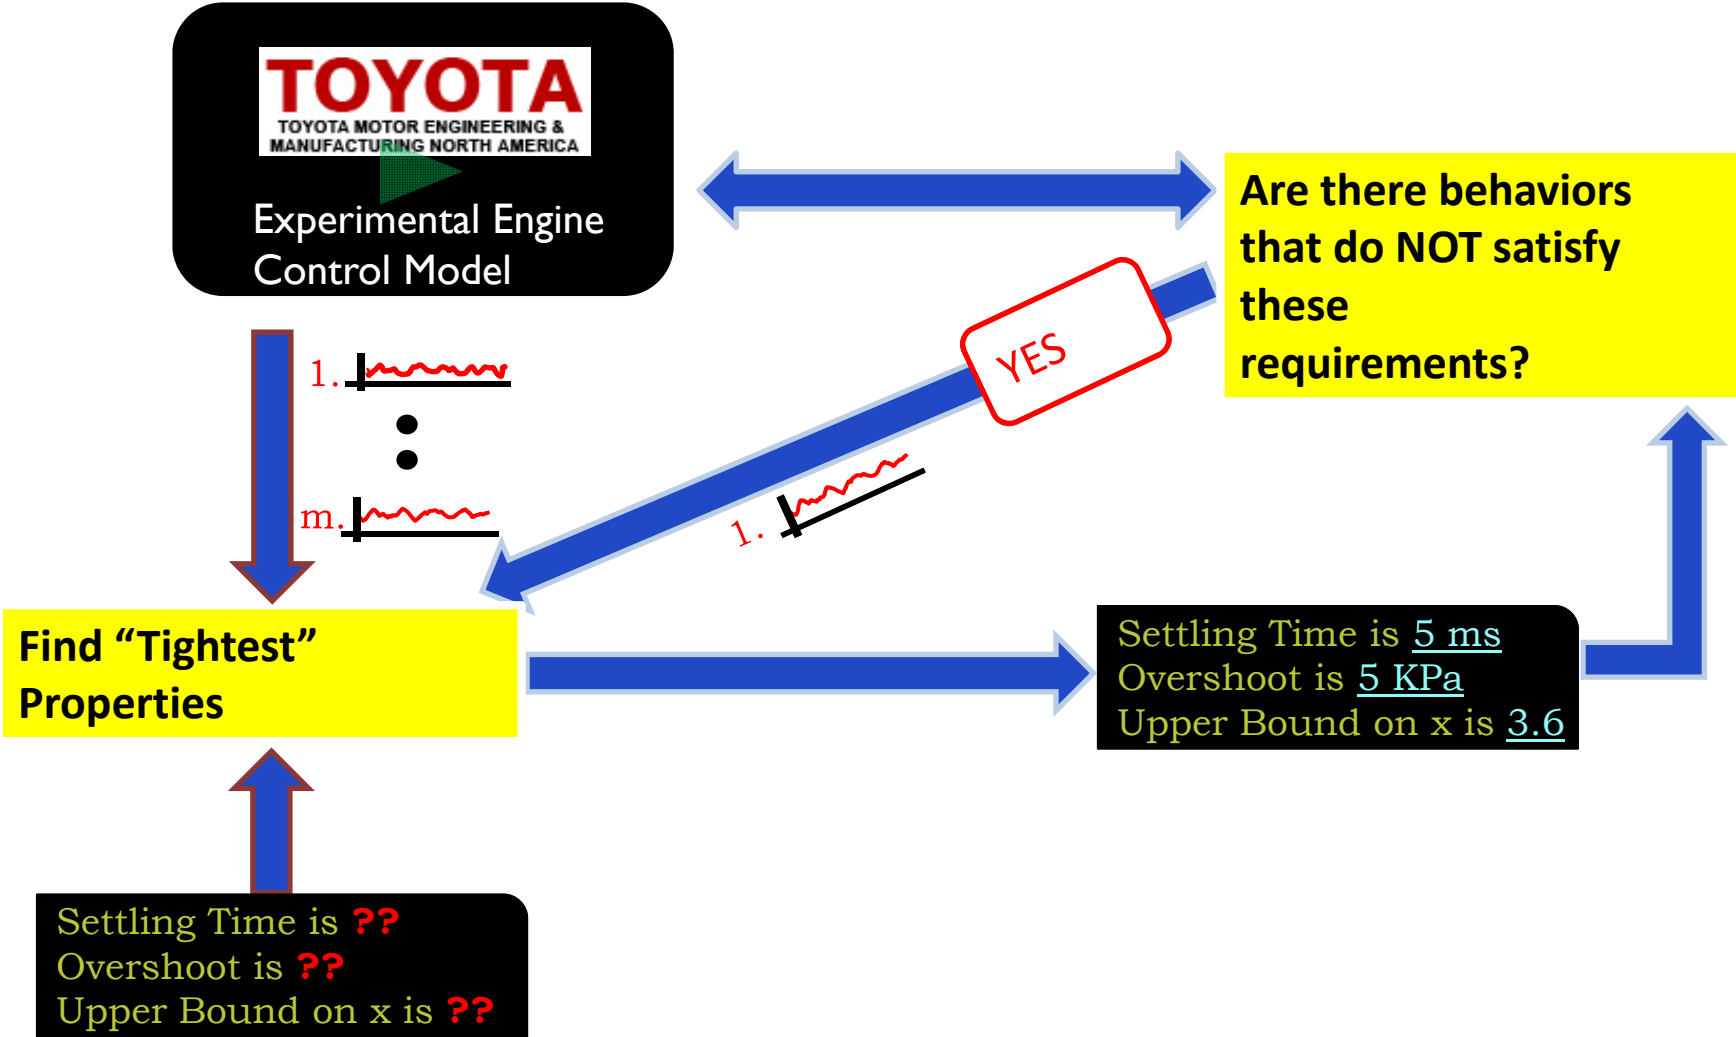 TOYOTA
TOYOTA MOTOR ENGINEERING &
MANUFACTURING NORTH AMERICA
Experimental Engine
Control Model
Are there behaviors
that do NOT satisfy
these
requirements?
YES
1.
m.
1.
Find “Tightest”
Properties
Settling Time is 5 ms
Overshoot is 5 KPa
Upper Bound on x is 3.6
Settling Time is ??
Overshoot is ??
Upper Bound on x is ??